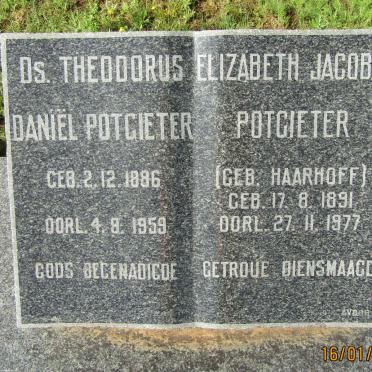 Ds. THEODORUS
DANIËL POTGIETER
GEB. 2.12.1886
OORL. 4.8.1959
GODS BEGENADIGDE
ELIZABETH JACOB
POTGIETER
(GEB. HAARHOFF)
GEB. 17.8.1891
OORL. 27.11.1977
GETROUE DIENSMAAGD
16/01/